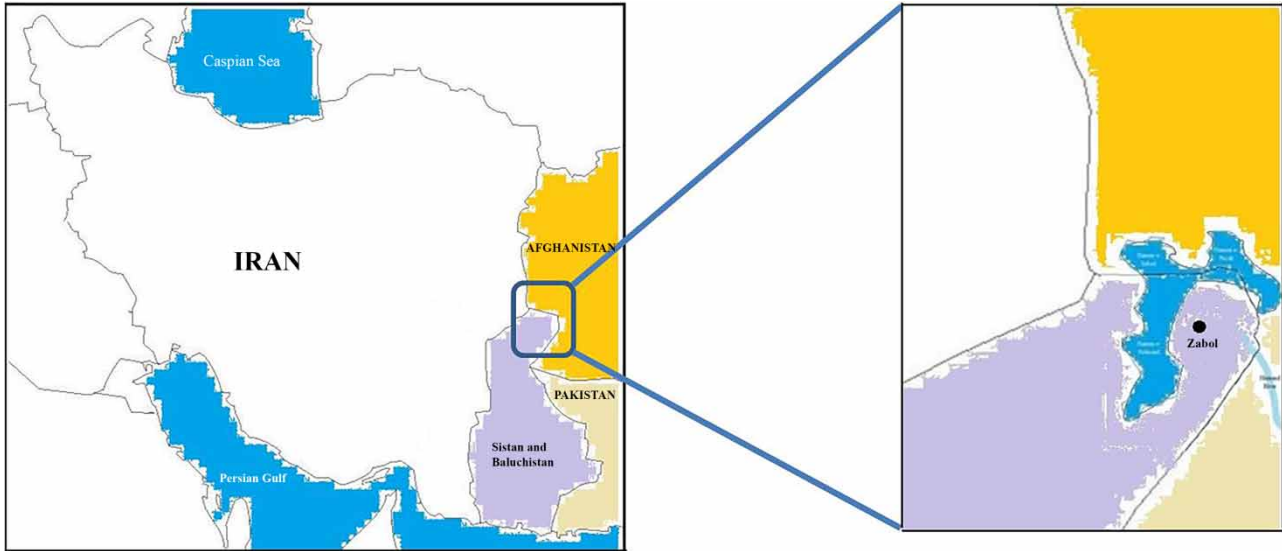 Caspian Sea
IRAN
AFGHANISTAN
PAKISTAN
Sistan and
Baluchistan
Persian Gulf
Zabol